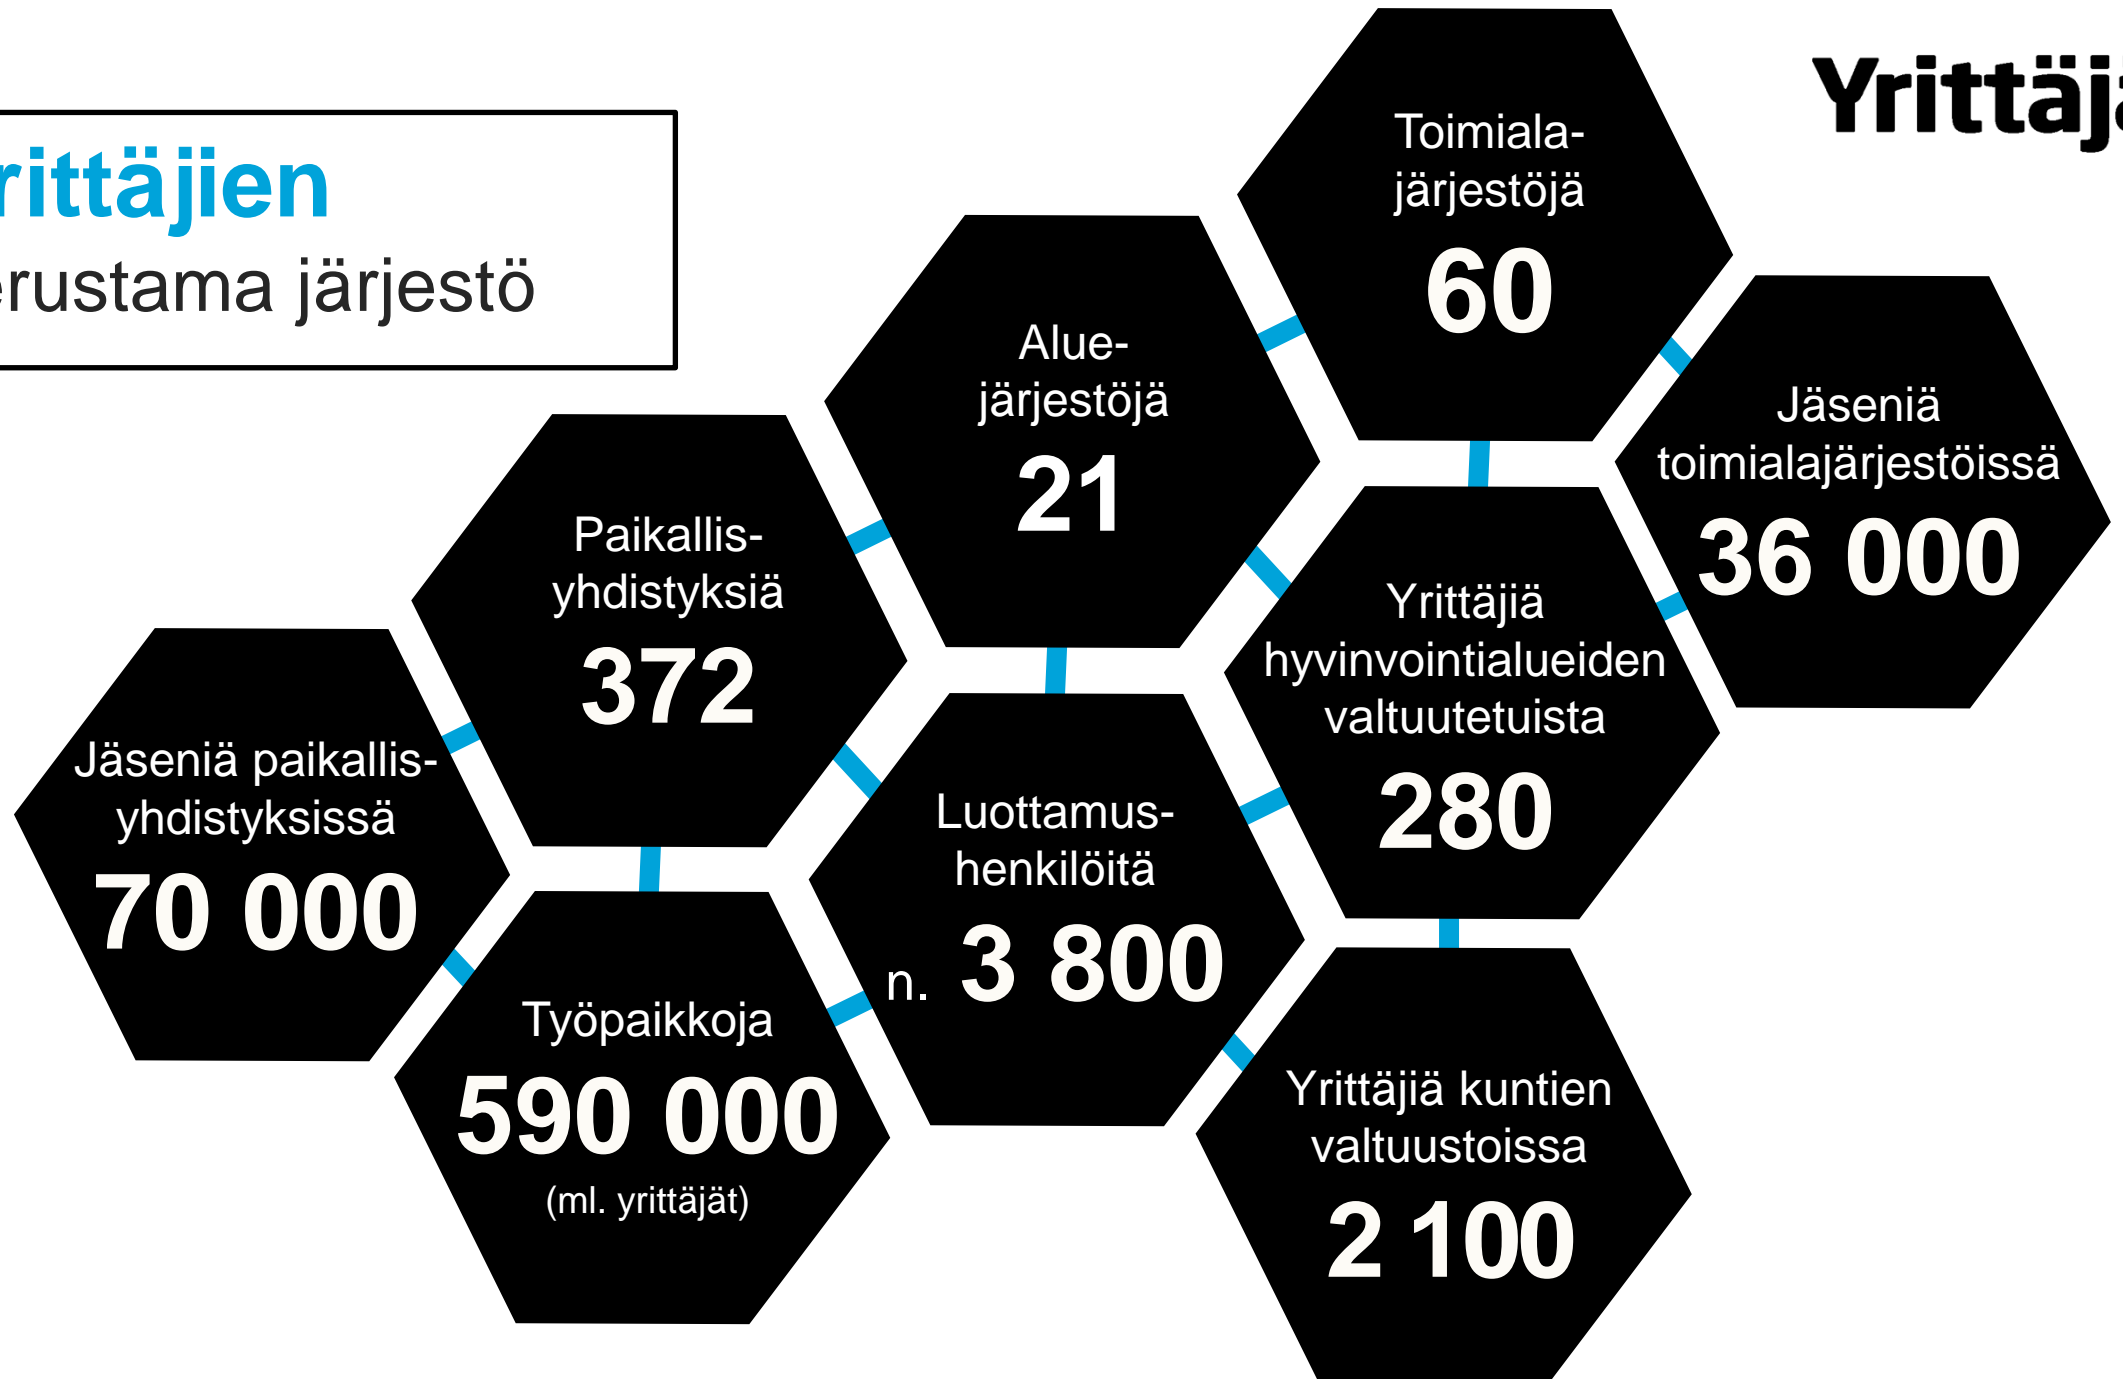 rittäjien
erustama järjestö
Yrittäjä
Toimiala-
järjestöjä
60
Alue-
järjestöjä
21
Jäseniä
toimialajärjestöissä
36 000
Paikallis-
yhdistyksiä
372
Yrittäjiä
hyvinvointialueiden
valtuutetuista
280
Jäseniä paikallis-
yhdistyksissä
70 000
Luottamus-
henkilöitä
n. 3 800
Työpaikkoja
590 000
(ml. yrittäjät)
Yrittäjiä kuntien
valtuustoissa
2 100